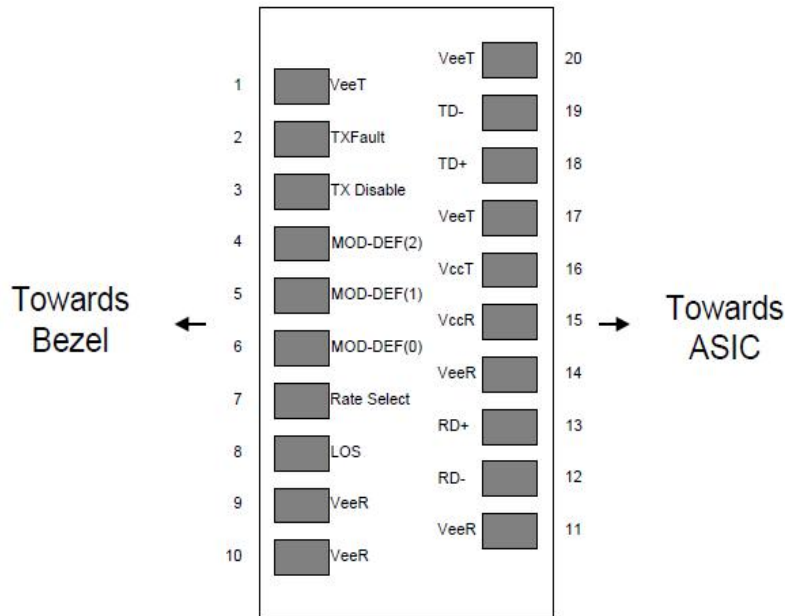 VeeT 20
1 VeeT
TD- 19
2 TXFault
TD+ 18
3 TX Disable
VeeT 17
4 MOD-DEF(2)
VccT 16
5 MOD-DEF(1)
Towards
Bezel
VccR 15
Towards
ASIC
6 MOD-DEF(0)
VeeR 14
7 Rate Select
RD+ 13
8 LOS
RD- 12
9 VeeR
VeeR 11
10 VeeR